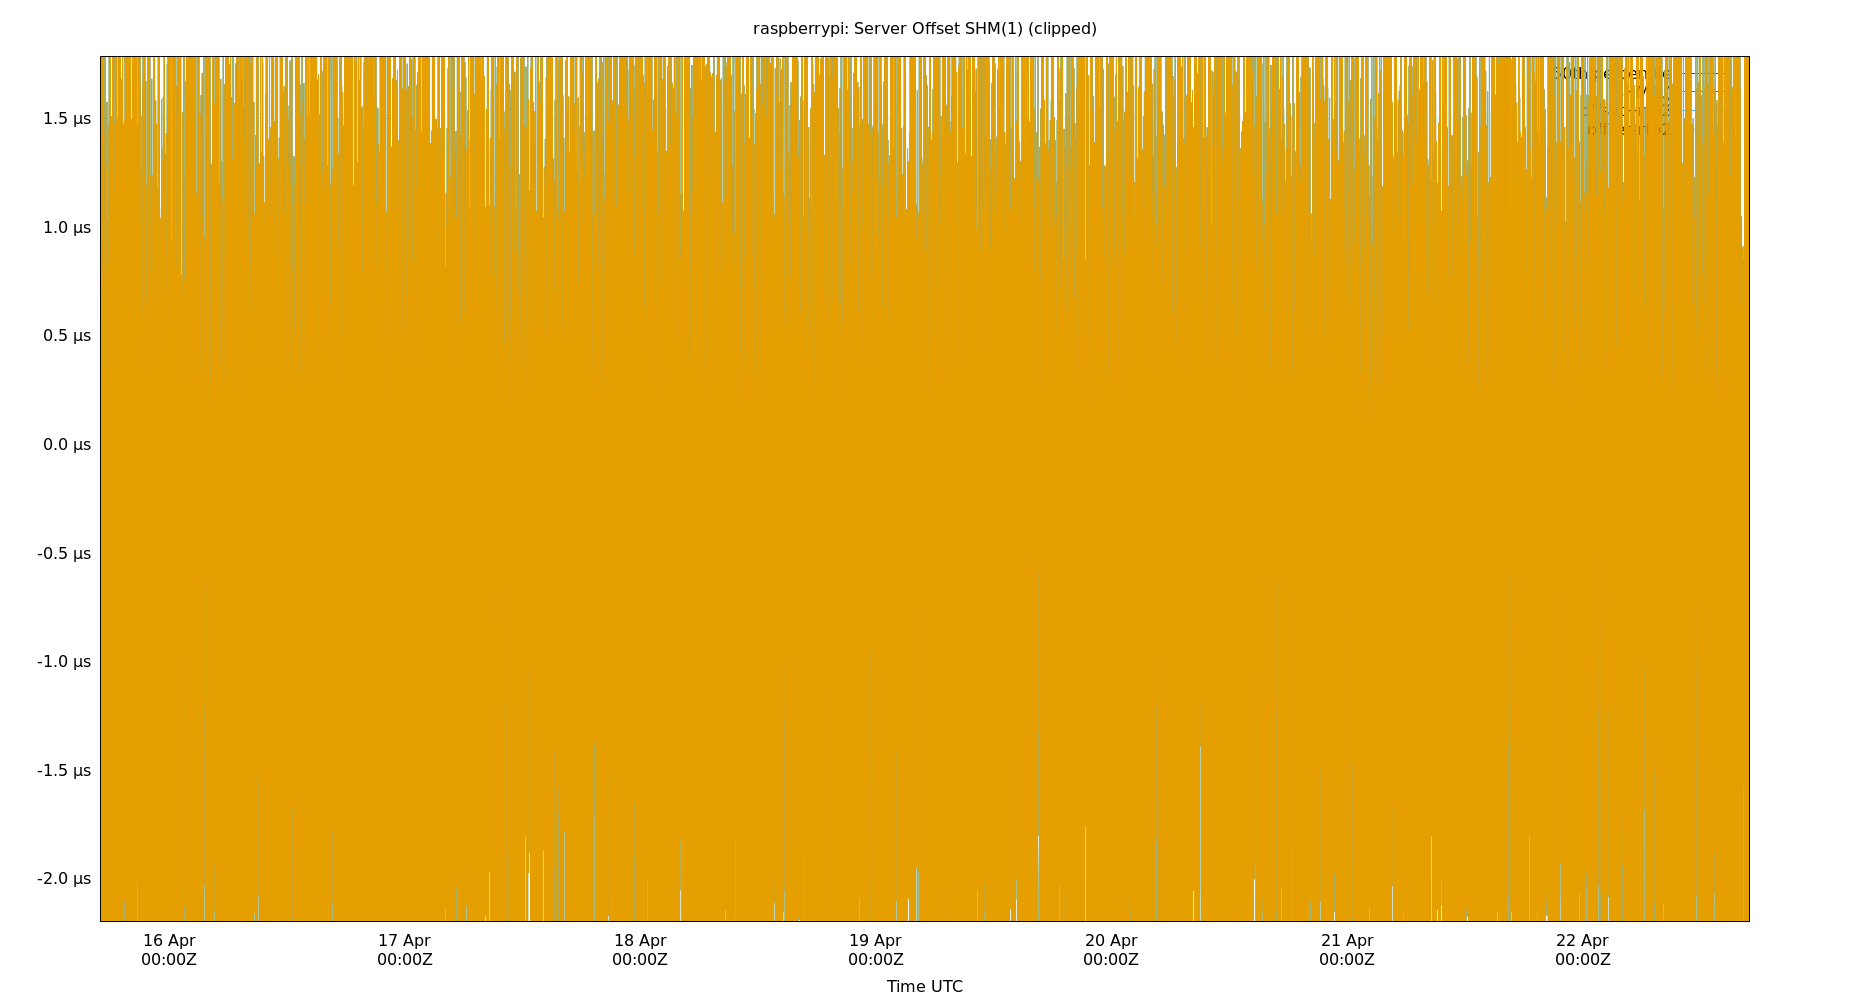 raspberrypi: Server Offset SHM(1) (clipped)
1.5 µs
1.0 µs
0.5 µs
0.0 µs
-0.5 µs
-1.0 µs
-1.5 µs
-2.0 µs
16 Apr 17 Apr 18 Apr 19 Apr 20 Apr 21 Apr 22 Apr
00:00Z 00:00Z 00:00Z 00:00Z 00:00Z 00:00Z 00:00Z
Time UTC